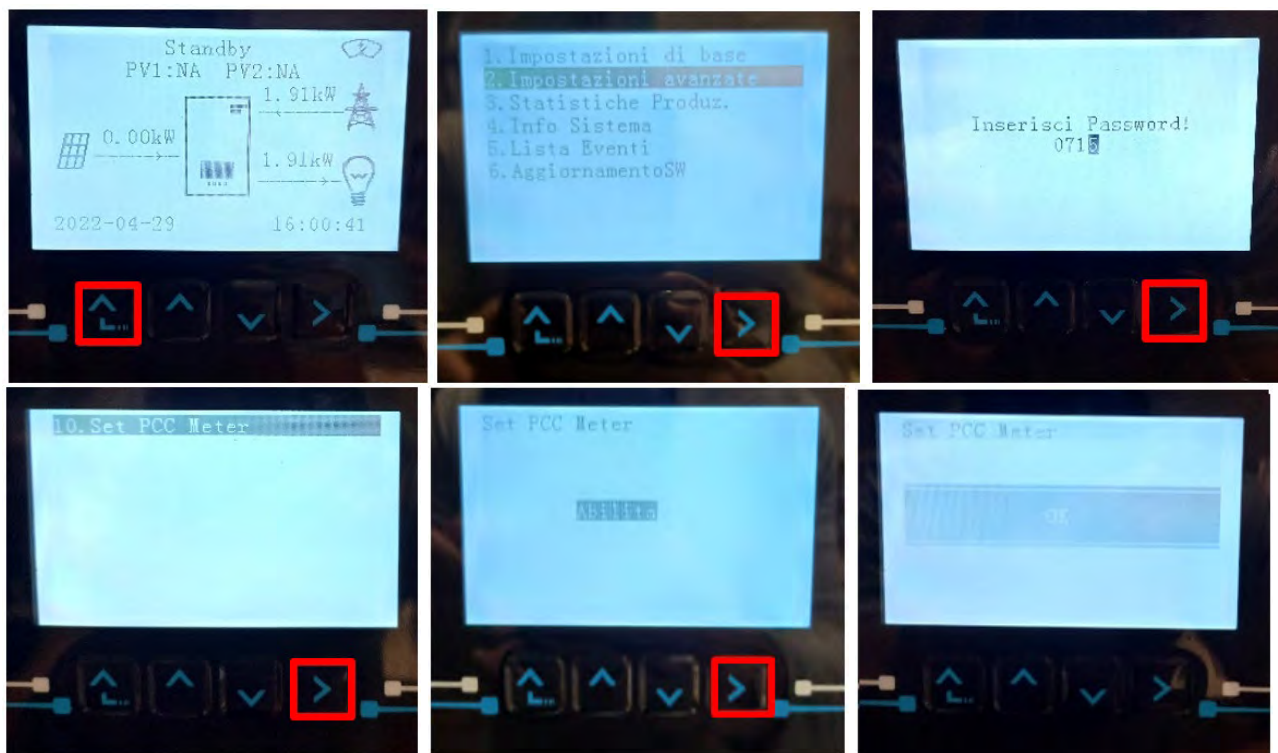 Standby
PV1:NA PV2:NA
1.91kW
0.00kW
1.91kW
2022-04-29 16:00:41
1.Impostazioni di base
2.Impostazioni avanzate
3.Statistiche Produz.
4.Info Sistema
5.Lista Eventi
6.AggiornamentoSW
Inserisci Password!
0715
10.Set PCC Meter
Set PCC Meter
Abilita
Set PCC Meter
OK